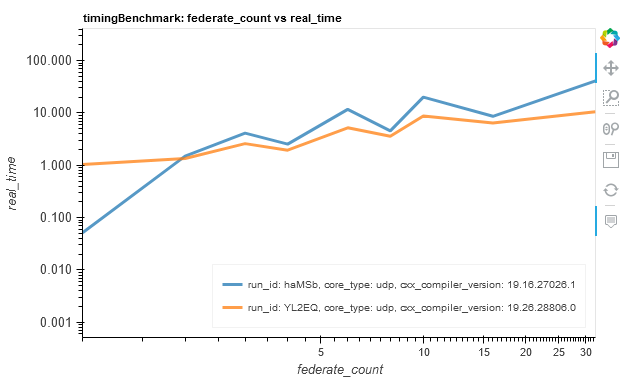 timingBenchmark: federate_count vs real_time
100.000
10.000
1.000
0.100
0.010
0.001
real_time
run_id: haMSb, core_type: udp, cxx_compiler_version: 19.16.27026.1
run_id: YL2EQ, core_type: udp, cxx_compiler_version: 19.26.28806.0
5 10 15 20 25 30
federate_count